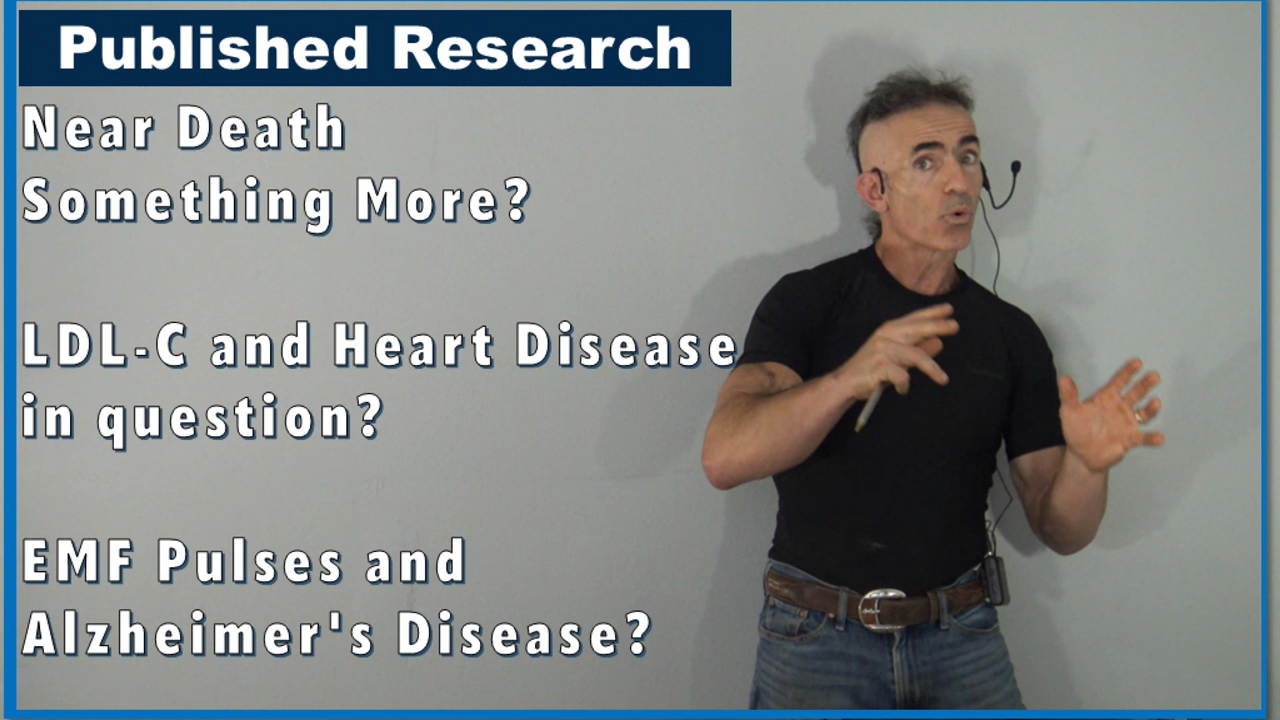 Published Research
Near Death
Something More?
LDL-C and Heart Disease
in question?
EMF Pulses and
Alzheimer's Disease?